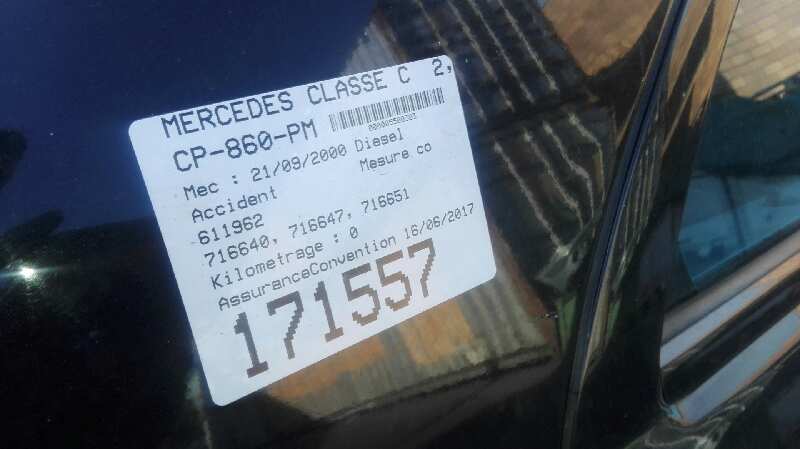 MERCEDES CLASSE C 2,
CP-860-PM
Mec : 21/09/2000 Diesel
Accident Mesure co
611962
716640, 716647, 716651
Kilometrage : 0
AssuranceConvention 16/06/2017
171557